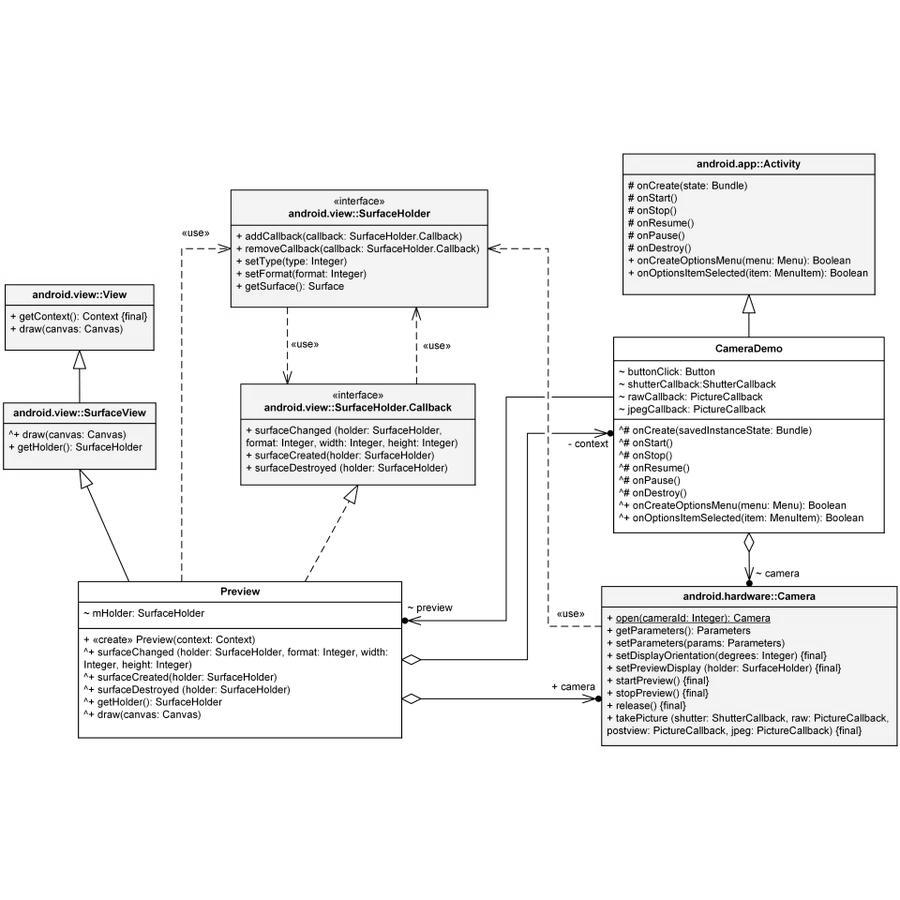 android.app::Activity
# onCreate(state: Bundle)
# onStart()
# onStop()
# onResume()
# onPause()
# onDestroy()
+ onCreateOptionsMenu(menu: Menu): Boolean
+ onOptionsItemSelected(item: MenuItem): Boolean
«interface»
android.view::SurfaceHolder
+ addCallback(callback: SurfaceHolder.Callback)
+ removeCallback(callback: SurfaceHolder.Callback)
+ setType(type: Integer)
+ setFormat(format: Integer)
+ getSurface(): Surface
«use»
android.view::View
+ getContext(): Context {final}
+ draw(canvas: Canvas)
«use»
«use»
CameraDemo
~ buttonClick: Button
~ shutterCallback:ShutterCallback
~ rawCallback: PictureCallback
~ jpegCallback: PictureCallback
^# onCreate(savedInstanceState: Bundle)
^# onStart()
^# onStop()
^# onResume()
^# onPause()
^# onDestroy()
^+ onCreateOptionsMenu(menu: Menu): Boolean
^+ onOptionsItemSelected(item: MenuItem): Boolean
«interface»
android.view::SurfaceHolder.Callback
+ surfaceChanged (holder: SurfaceHolder,
format: Integer, width: Integer, height: Integer)
+ surfaceCreated(holder: SurfaceHolder)
+ surfaceDestroyed (holder: SurfaceHolder)
android.view::SurfaceView
^+ draw(canvas: Canvas)
+ getHolder(): SurfaceHolder
- context
~ camera
Preview
~ mHolder: SurfaceHolder
+ «create» Preview(context: Context)
^+ surfaceChanged (holder: SurfaceHolder, format: Integer, width:
Integer, height: Integer)
^+ surfaceCreated(holder: SurfaceHolder)
^+ surfaceDestroyed (holder: SurfaceHolder)
^+ getHolder(): SurfaceHolder
^+ draw(canvas: Canvas)
~ preview
«use»
+ camera
android.hardware::Camera
+ open(cameraId: Integer): Camera
+ getParameters(): Parameters
+ setParameters(params: Parameters)
+ setDisplayOrientation(degrees: Integer) {final}
+ setPreviewDisplay (holder: SurfaceHolder) {final}
+ startPreview() {final}
+ stopPreview() {final}
+ release() {final}
+ takePicture (shutter: ShutterCallback, raw: PictureCallback,
postview: PictureCallback, jpeg: PictureCallback) {final}